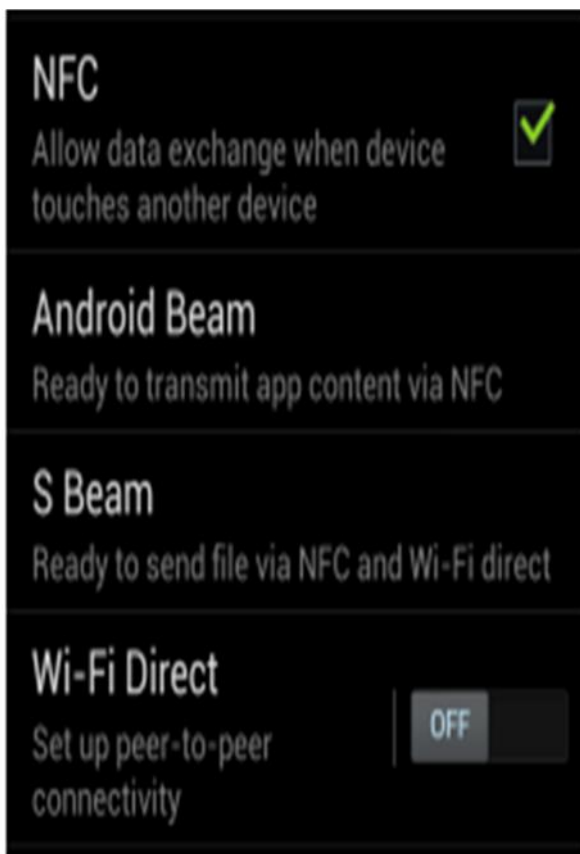 NFC
Allow data exchange when device
touches another device
Android Beam
Ready to transmit app content via NFC
S Beam
Ready to send file via NFC and Wi-Fi direct
Wi-Fi Direct
Set up peer-to-peer
connectivity
OFF